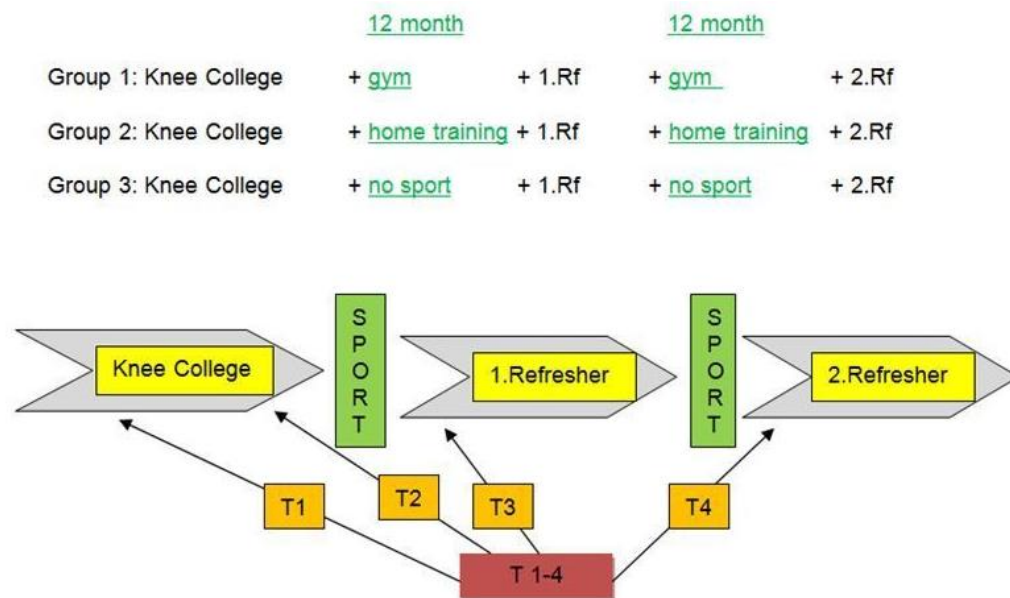 12 month 12 month
Group 1: Knee College + gym + 1.Rf + gym + 2.Rf
Group 2: Knee College + home training + 1.Rf + home training + 2.Rf
Group 3: Knee College + no sport + 1.Rf + no sport + 2.Rf
Knee College
SPORT
1.Refresher
SPORT
2.Refresher
T1
T2
T3
T4
T 1-4